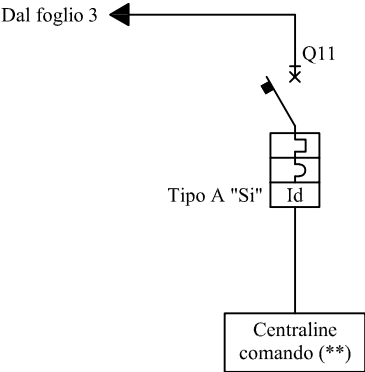 Dal foglio 3
Q11
Tipo A "Si"
Id
Centraline
comando (**)